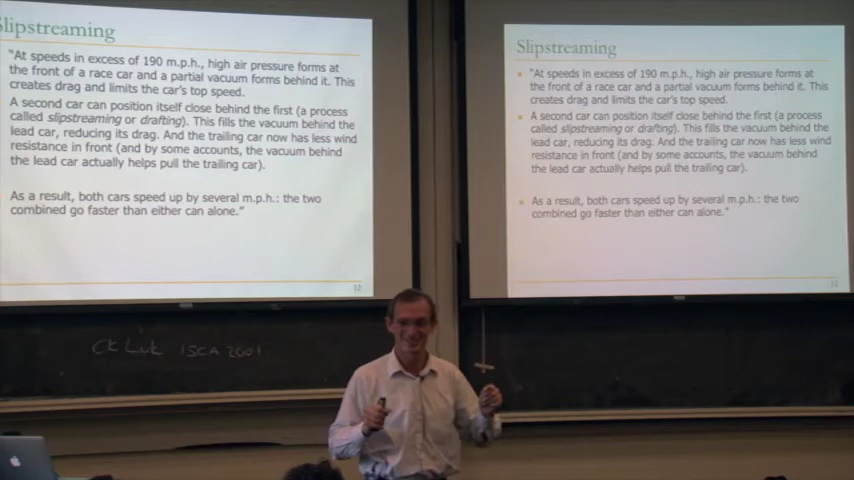 Slipstreaming
"At speeds in excess of 190 m.p.h., high air pressure forms at
the front of a race car and a partial vacuum forms behind it. This
creates drag and limits the car's top speed.
A second car can position itself close behind the first (a process
called slipstreaming or drafting). This fills the vacuum behind the
lead car, reducing its drag. And the trailing car now has less wind
resistance in front (and by some accounts, the vacuum behind
the lead car actually helps pull the trailing car).
As a result, both cars speed up by several m.p.h.: the two
combined go faster than either can alone."
12
Slipstreaming
"At speeds in excess of 190 m.p.h., high air pressure forms at
the front of a race car and a partial vacuum forms behind it. This
creates drag and limits the car's top speed.
A second car can position itself close behind the first (a process
called slipstreaming or drafting). This fills the vacuum behind the
lead car, reducing its drag. And the trailing car now has less wind
resistance in front (and by some accounts, the vacuum behind
the lead car actually helps pull the trailing car).
As a result, both cars speed up by several m.p.h.: the two
combined go faster than either can alone."
12
CK Luk ISCA 2001